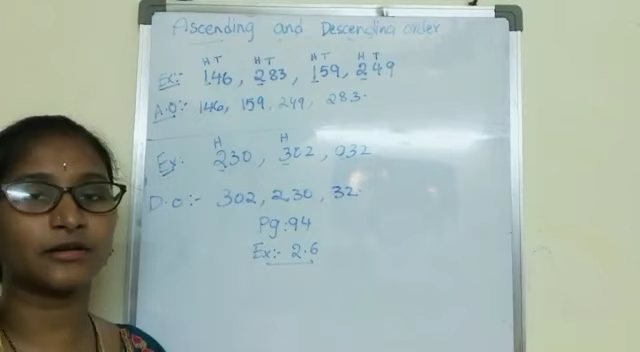 Ascending and Descending order
H T H T H T H T
Ex:- 146, 283, 159, 249
A.O:- 146, 159, 249, 283.
H H
Ex:- 230, 302, 032
D.O:- 302, 230, 32.
Pg:94
Ex:- 2.6